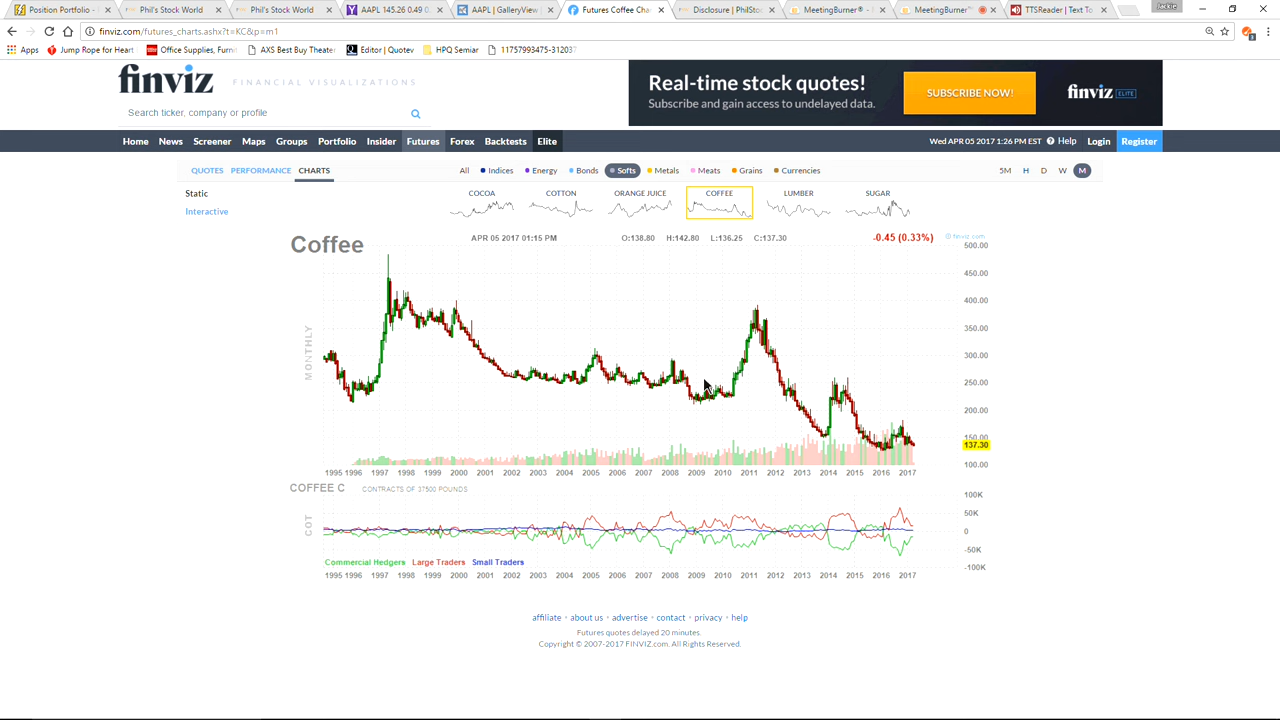 Position Portfolio -
Phil's Stock World
Phil's Stock World
AAPL 145.26 0.49 0.
AAPL | GalleryView
Futures Coffee Cha
Disclosure | PhilSto
MeetingBurner® -
MeetingBurner™
TTSReader | Text To
Jackie
finviz.com/futures_charts.ashx?t=KC&p=m1
Apps
Jump Rope for Heart
Office Supplies, Furni
AXS Best Buy Theater
Editor | Quotev
HPQ Semiar
11757993475-31203
finviz
FINANCIAL VISUALIZATIONS
Search ticker, company or profile
Real-time stock quotes!
Subscribe and gain access to undelayed data.
SUBSCRIBE NOW!
finviz ELITE
Home News Screener Maps Groups Portfolio Insider Futures Forex Backtests Elite
Wed APR 05 2017 1:26 PM EST Help Login Register
QUOTES PERFORMANCE CHARTS
All Indices Energy Bonds Softs Metals Meats Grains Currencies
5M H D W M
Static
Interactive
COCOA COTTON ORANGE JUICE COFFEE LUMBER SUGAR
Coffee
APR 05 2017 01:15 PM O:138.80 H:142.80 L:136.25 C:137.30
-0.45 (0.33%)
finviz.com
500.00
450.00
400.00
350.00
300.00
250.00
200.00
150.00
137.30
100.00
MONTHLY
1995 1996 1997 1998 1999 2000 2001 2002 2003 2004 2005 2006 2007 2008 2009 2010 2011 2012 2013 2014 2015 2016 2017
COFFEE C CONTRACTS OF 37500 POUNDS
100K
50K
0
-50K
-100K
COT
Commercial Hedgers Large Traders Small Traders
1995 1996 1997 1998 1999 2000 2001 2002 2003 2004 2005 2006 2007 2008 2009 2010 2011 2012 2013 2014 2015 2016 2017
affiliate • about us • advertise • contact • privacy • help
Futures quotes delayed 20 minutes.
Copyright © 2007-2017 FINVIZ.com. All Rights Reserved.